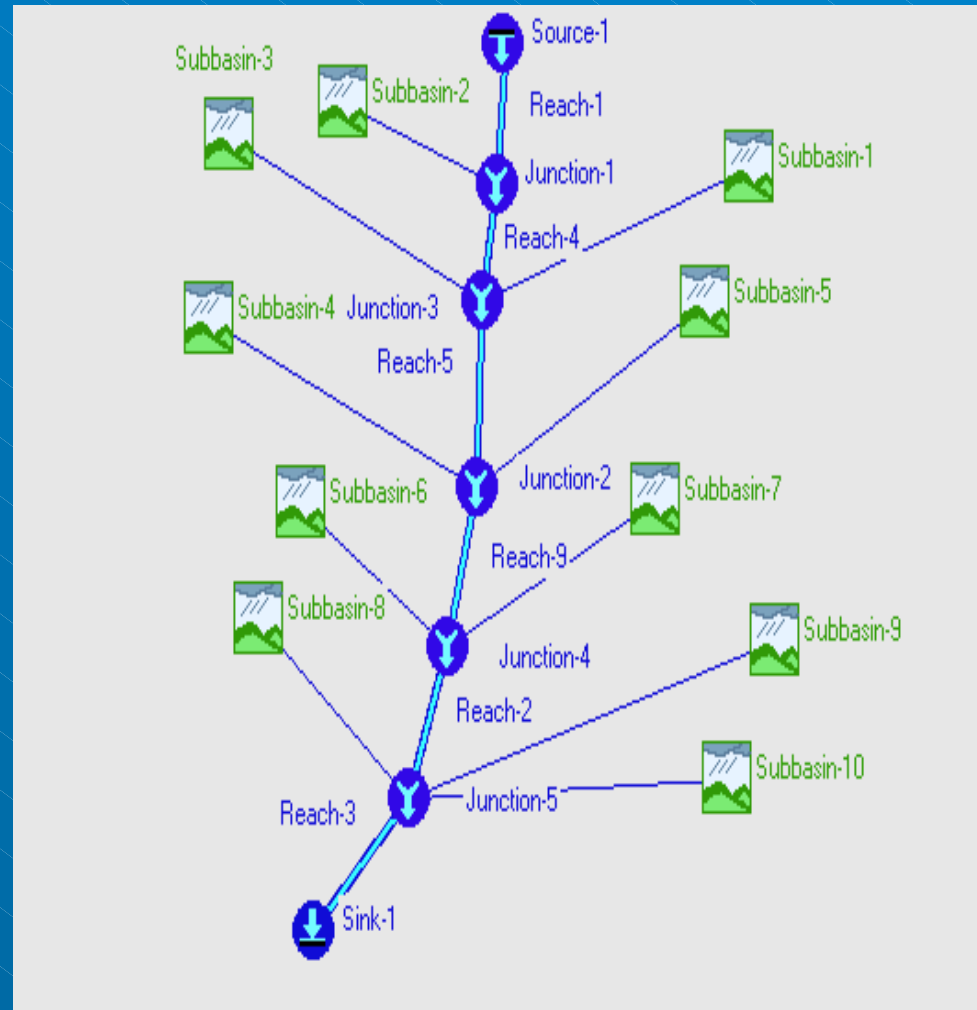 Source-1
Subbasin-3
Subbasin-2
Reach-1
Subbasin-1
Junction-1
Reach-4
Subbasin-5
Subbasin-4
Junction-3
Reach-5
Junction-2
Subbasin-7
Subbasin-6
Reach-9
Subbasin-8
Subbasin-9
Junction-4
Reach-2
Subbasin-10
Junction-5
Reach-3
Sink-1